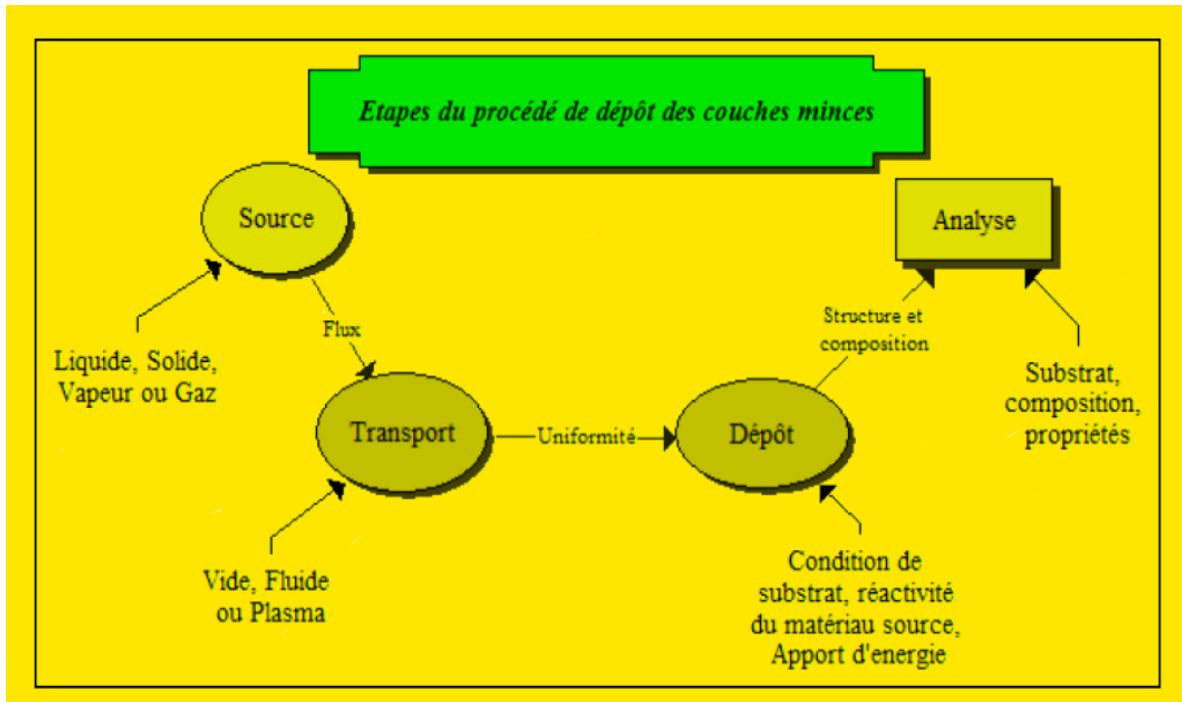 Etapes du procédé de dépôt des couches minces
Source
Analyse
Flux
Liquide, Solide,
Vapeur ou Gaz
Structure et
composition
Substrat,
composition,
propriétés
Transport
Uniformité
Dépôt
Vide, Fluide
ou Plasma
Condition de
substrat, réactivité
du matériau source,
Apport d'energie